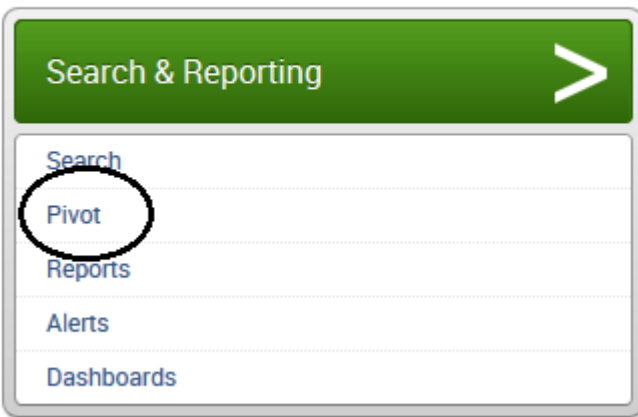 Search & Reporting >
Search
Pivot
Reports
Alerts
Dashboards